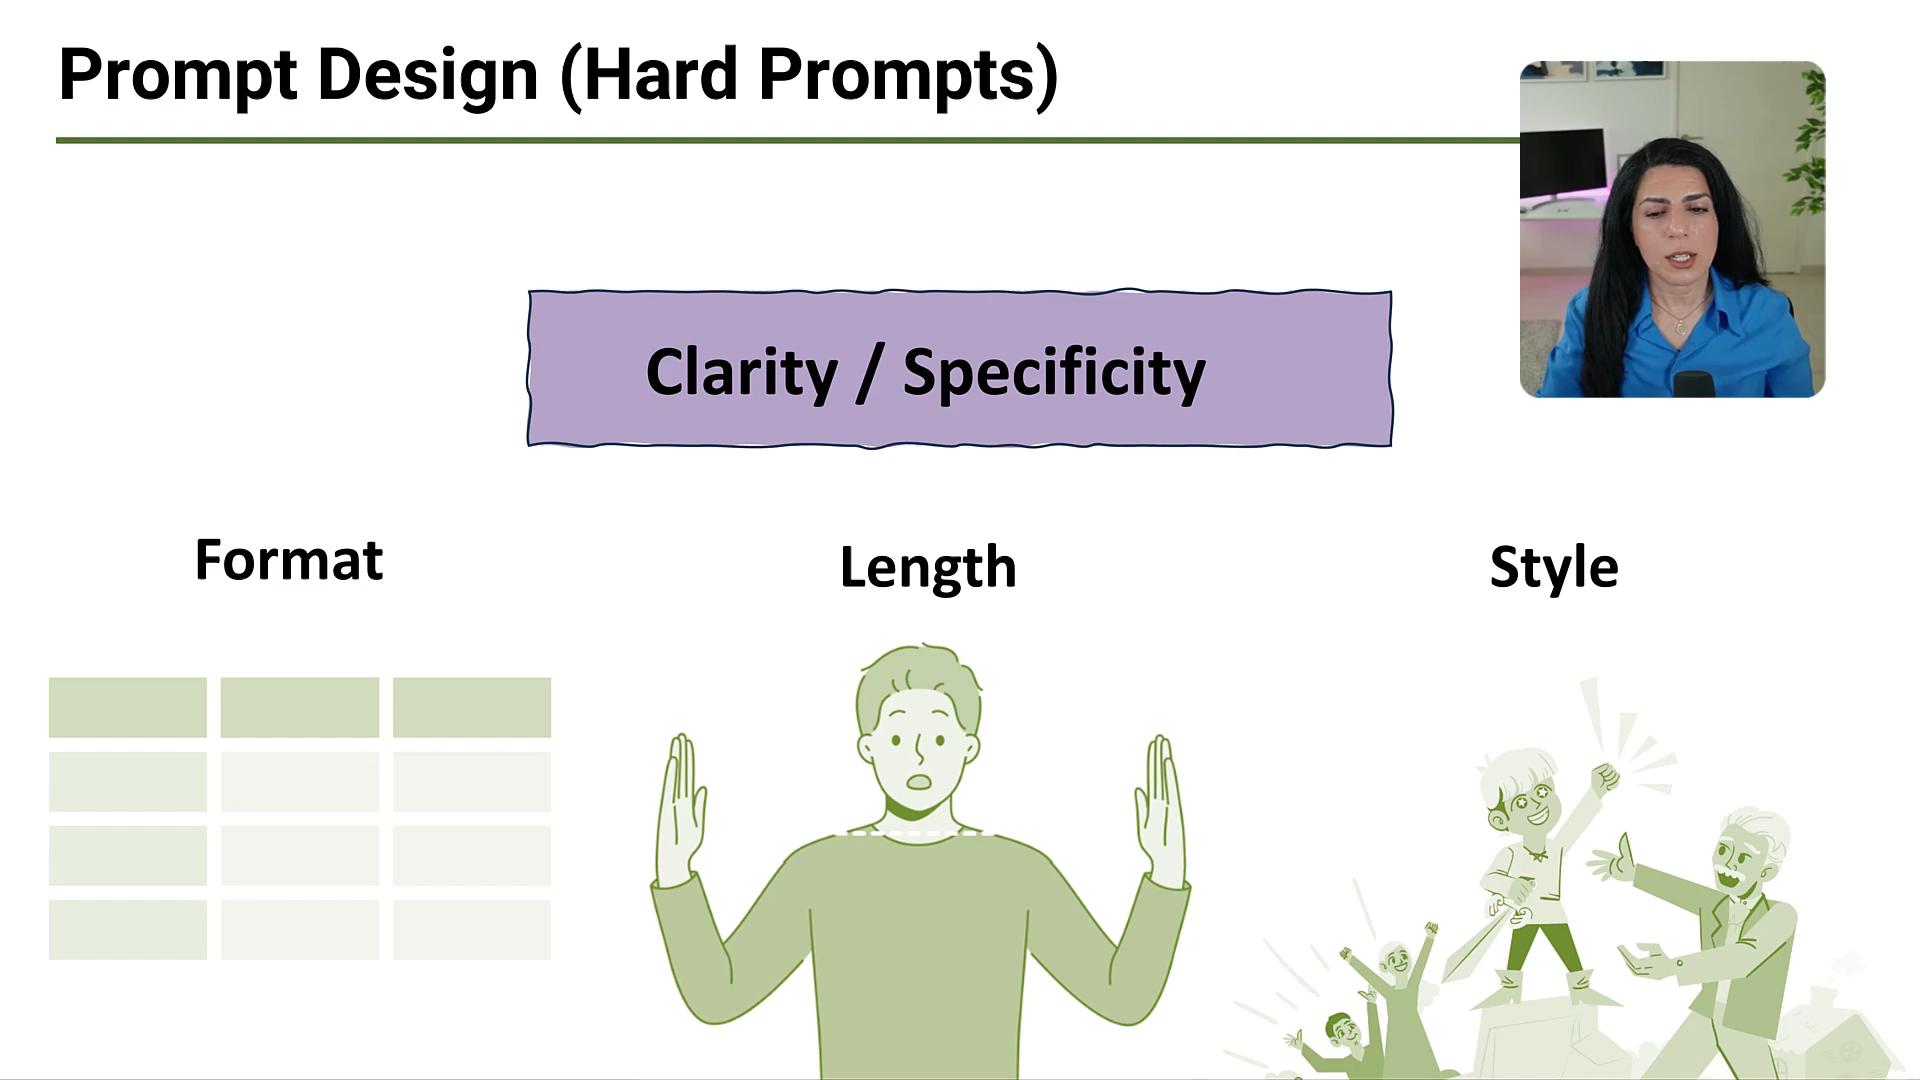 Prompt Design (Hard Prompts)
Clarity / Specificity
Format
Length
Style